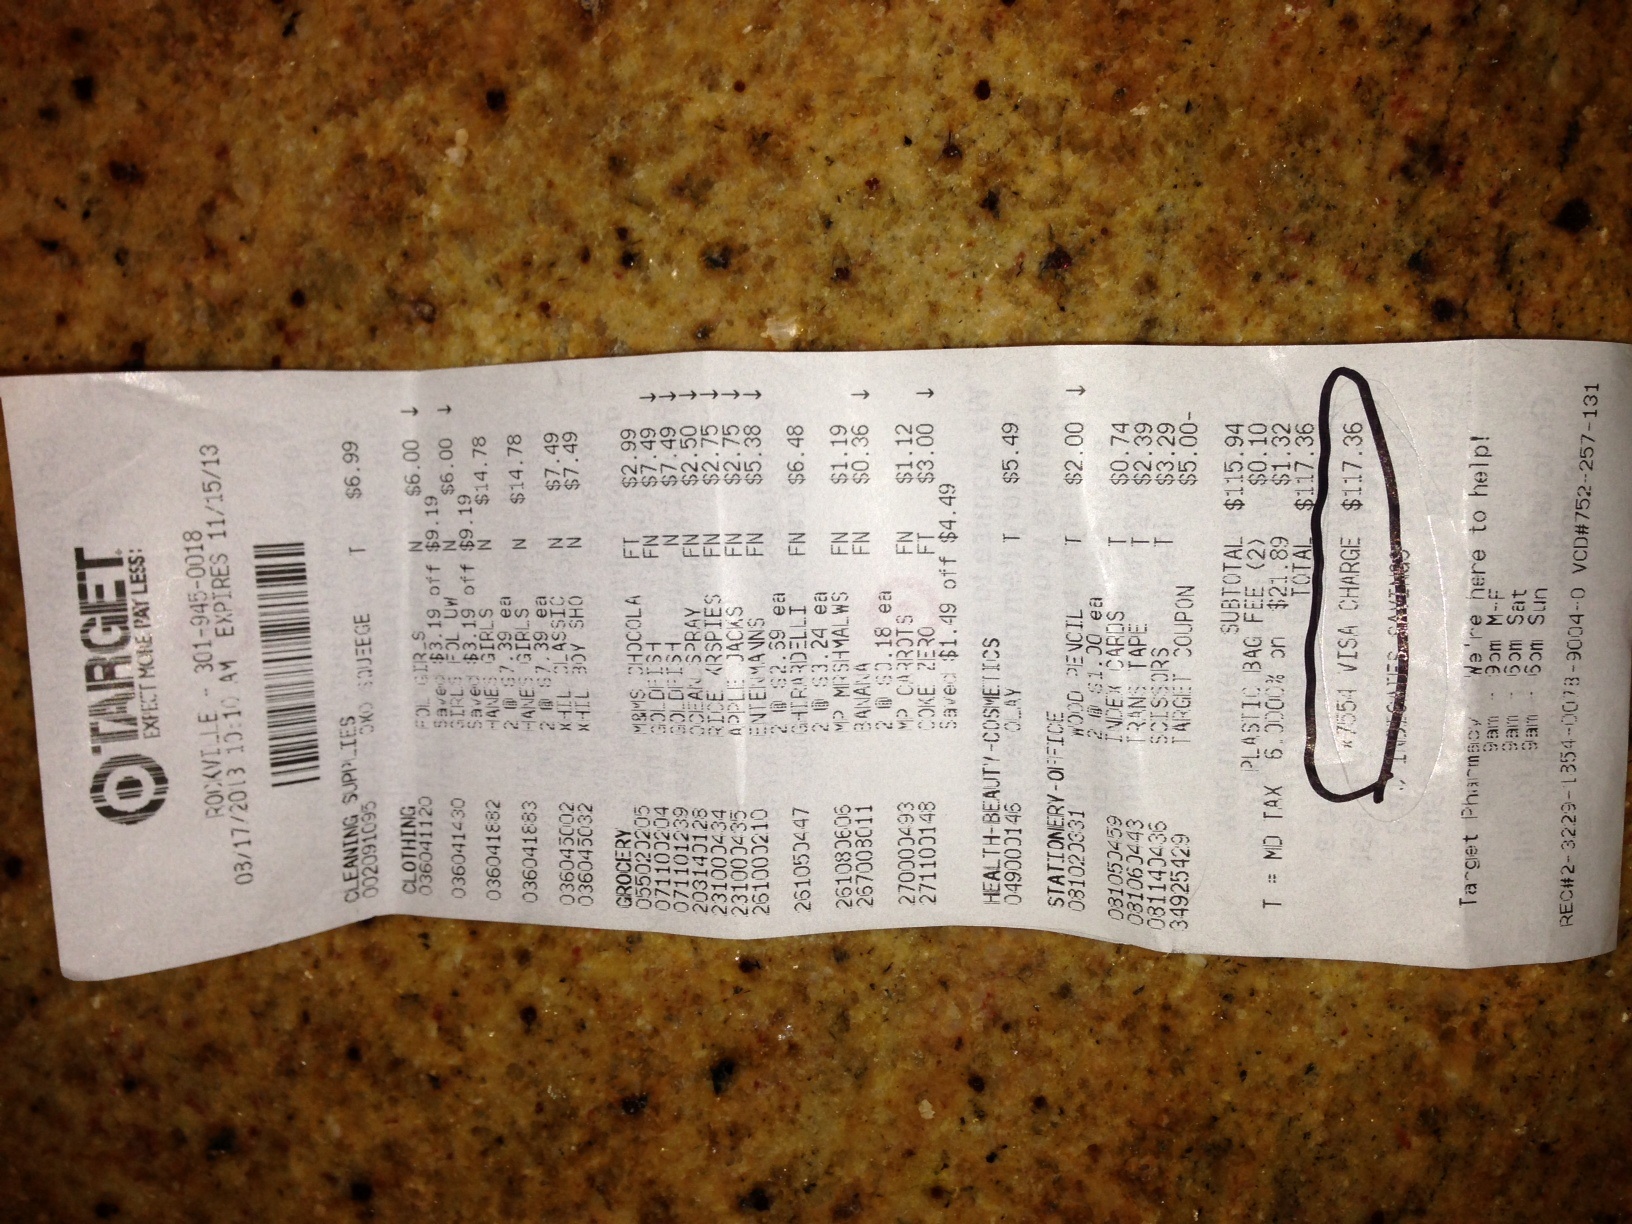 TARGET
EXPECT MORE. PAY LESS.
ROCKVILLE - 301-945-0018
08/17/2013 10:10 AM EXPIRES 11/15/13
CLEANING SUPPLIES
002091095 OXO SQUEEGE T $6.99
CLOTHING
036041120 FOL GIRLS N $6.00 ↓
Saved $3.19 off $9.19
036041430 GIRLS FOL UW N $6.00 ↓
Saved $3.19 off $9.19
036041882 HANES GIRLS N $14.78
2 @ $7.39 ea
036041883 HANES GIRLS N $14.78
2 @ $7.39 ea
036045002 XHIL CLASSIC N $7.49
036045032 XHIL BOY SHO N $7.49
GROCERY
055020205 M&MS CHOCOLA FT $2.99
071100204 GOLDFISH FN $7.49 ↓
071101239 GOLDFISH N $7.49 ↓
203140128 OCEAN SPRAY FN $2.50 ↓
231000434 RICE KRSPIES FN $2.75 ↓
231000435 APPLE JACKS FN $2.75 ↓
261000210 ENTENMANNS FN $5.38 ↓
2 @ $2.69 ea
261050447 GHIRARDELLI FN $6.48
2 @ $3.24 ea
261080606 MP MRSHMALWS FN $1.19
267008011 BANANA FN $0.36 ↓
2 @ $0.18 ea
270000493 MP CARROTS FN $1.12
271100148 COKE ZERO FT $3.00 ↓
Saved $1.49 off $4.49
HEALTH-BEAUTY-COSMETICS
049000146 OLAY T $5.49
STATIONERY-OFFICE
081020331 WOOD PENCIL T $2.00 ↓
2 @ $1.00 ea
081050459 INDEX CARDS T $0.74
081060443 TRANS TAPE T $2.39
081140436 SCISSORS T $3.29
34925429 TARGET COUPON $5.00-
SUBTOTAL $115.94
PLASTIC BAG FEE (2) $0.10
T = MD TAX 6.0000% on $21.89 $1.32
TOTAL $117.36
*7554 VISA CHARGE $117.36
↓ INDICATES SAVINGS
Target Pharmacy We're here to help!
9am - 9pm M-F
9am - 6pm Sat
9am - 6pm Sun
REC#2-3229-1854-0078-9004-0 VCD#752-257-131